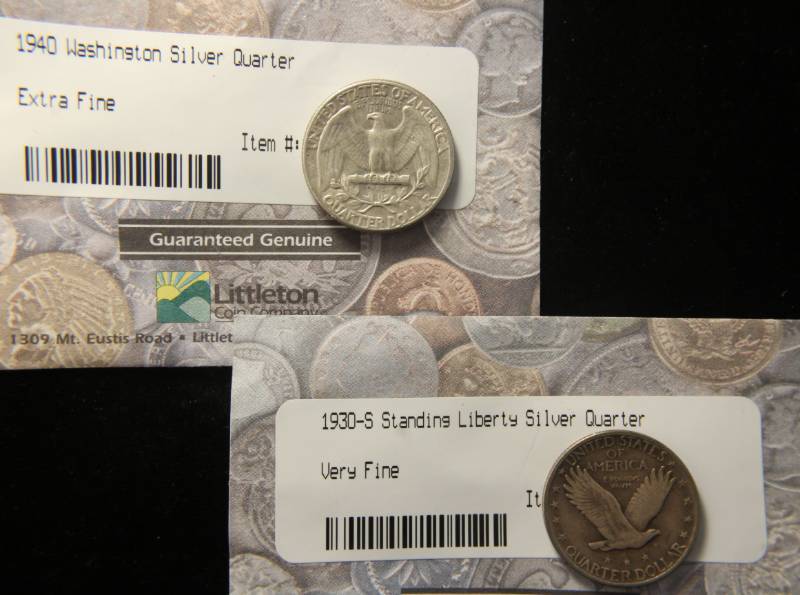 1940 Washington Silver Quarter
Extra Fine
Item #:
UNITED STATES OF AMERICA
QUARTER DOLLAR
Guaranteed Genuine
Littleton
Coin Company
1309 Mt. Eustis Road • Littlet
1930-S Standing Liberty Silver Quarter
Very Fine
It
UNITED STATES
OF
AMERICA
E PLURIBUS
UNUM
QUARTER DOLLAR